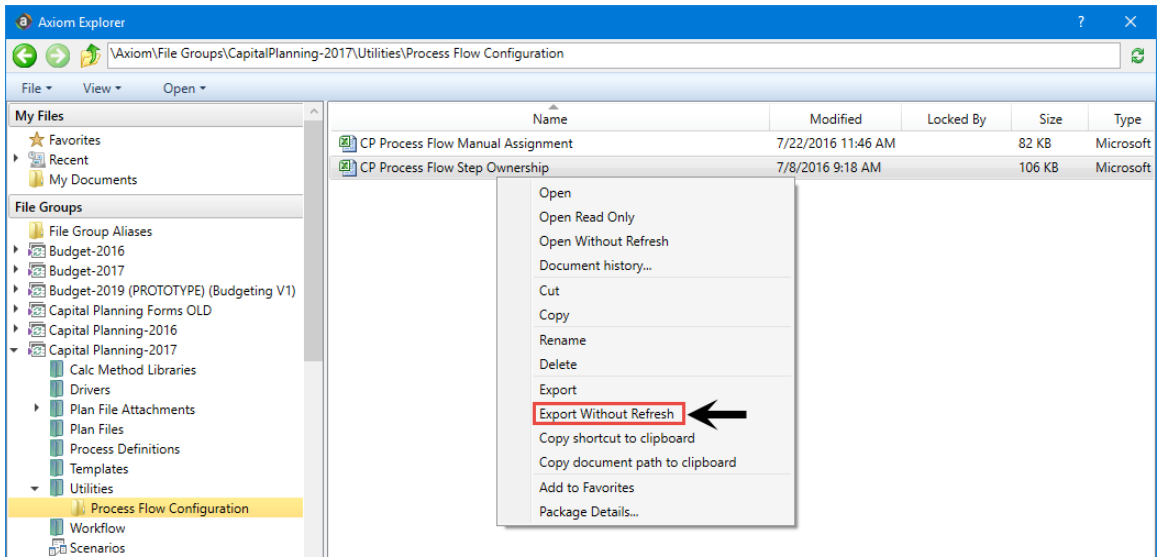 Axiom Explorer
? ×
\Axiom\File Groups\CapitalPlanning-2017\Utilities\Process Flow Configuration
File View Open
My Files
Favorites
Recent
My Documents
File Groups
File Group Aliases
Budget-2016
Budget-2017
Budget-2019 (PROTOTYPE) (Budgeting V1)
Capital Planning Forms OLD
Capital Planning-2016
Capital Planning-2017
Calc Method Libraries
Drivers
Plan File Attachments
Plan Files
Process Definitions
Templates
Utilities
Process Flow Configuration
Workflow
Scenarios
Name Modified Locked By Size Type
CP Process Flow Manual Assignment 7/22/2016 11:46 AM 82 KB Microsoft
CP Process Flow Step Ownership 7/8/2016 9:18 AM 106 KB Microsoft
Open
Open Read Only
Open Without Refresh
Document history...
Cut
Copy
Rename
Delete
Export
Export Without Refresh
Copy shortcut to clipboard
Copy document path to clipboard
Add to Favorites
Package Details...